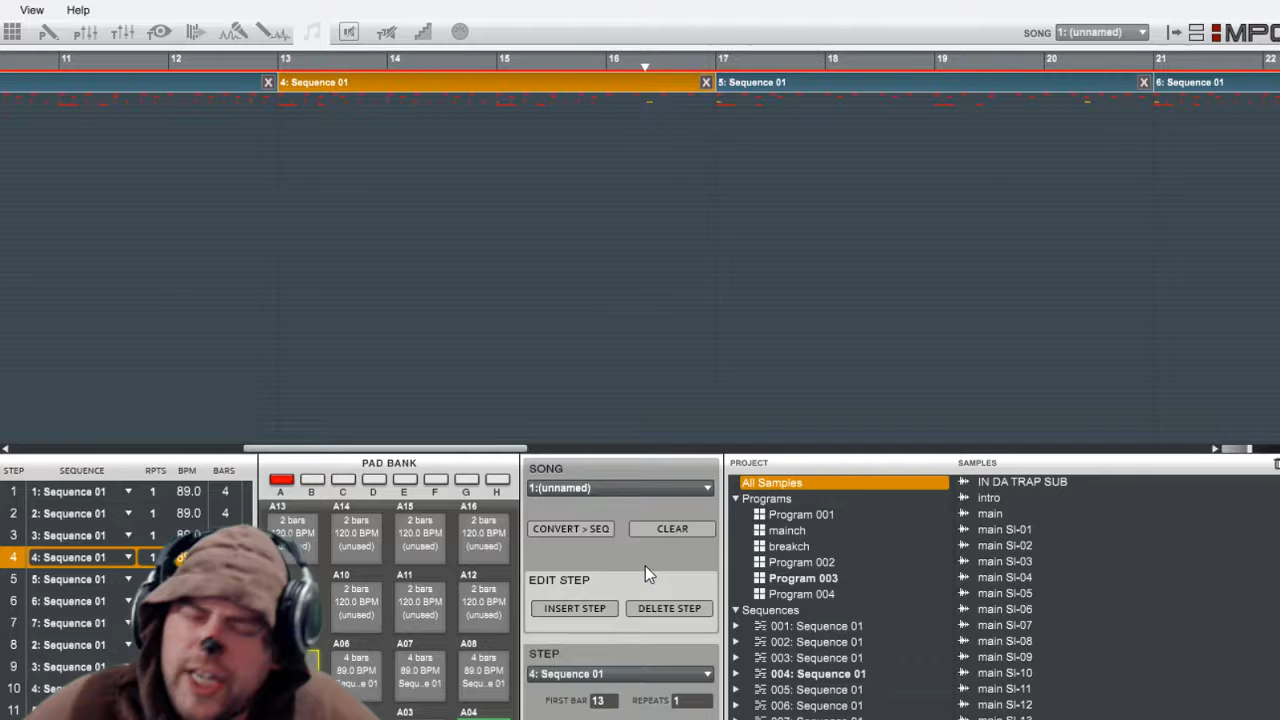 View Help
SONG 1: (unnamed) MPC
11 12 13 14 15 16 17 18 19 20 21 22
X 4: Sequence 01 X 5: Sequence 01 X 6: Sequence 01
STEP SEQUENCE RPTS BPM BARS
1 1: Sequence 01 1 89.0 4
2 2: Sequence 01 1 89.0 4
3 3: Sequence 01 1
4 4: Sequence 01 1
5 5: Sequence 01
6 6: Sequence 01
7 7: Sequence 01
8 2: Sequence 01
9 3: Sequence
10 4: Se
11
PAD BANK
A B C D E F G H
A13 A14 A15 A16
2 bars 2 bars 2 bars 2 bars
120.0 BPM 120.0 BPM 120.0 BPM 120.0 BPM
(unused) (unused) (unused)
A10 A11 A12
2 bars 2 bars 2 bars
120.0 BPM 120.0 BPM 120.0 BPM
(unused) (unused) (unused)
A06 A07 A08
4 bars 4 bars 4 bars
89.0 BPM 89.0 BPM 89.0 BPM
Sequ..e 01 Sequ..e 01 Sequ..e 01
A03 A04
SONG
1:(unnamed)
CONVERT > SEQ CLEAR
EDIT STEP
INSERT STEP DELETE STEP
STEP
4: Sequence 01
FIRST BAR 13 REPEATS 1
PROJECT
All Samples
Programs
Program 001
mainch
breakch
Program 002
Program 003
Program 004
Sequences
001: Sequence 01
002: Sequence 01
003: Sequence 01
004: Sequence 01
005: Sequence 01
006: Sequence 01
SAMPLES
IN DA TRAP SUB
intro
main
main Sl-01
main Sl-02
main Sl-03
main Sl-04
main Sl-05
main Sl-06
main Sl-07
main Sl-08
main Sl-09
main Sl-10
main Sl-11
main Sl-12